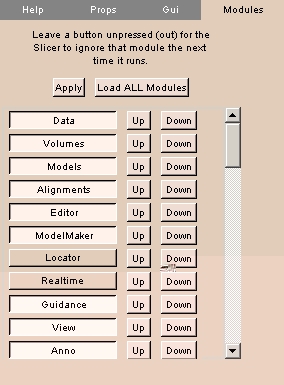 Help Props Gui Modules
Leave a button unpressed (out) for the
Slicer to ignore that module the next
time it runs.
Apply Load ALL Modules
Data Up Down
Volumes Up Down
Models Up Down
Alignments Up Down
Editor Up Down
ModelMaker Up Down
Locator Up Down
Realtime Up Down
Guidance Up Down
View Up Down
Anno Up Down